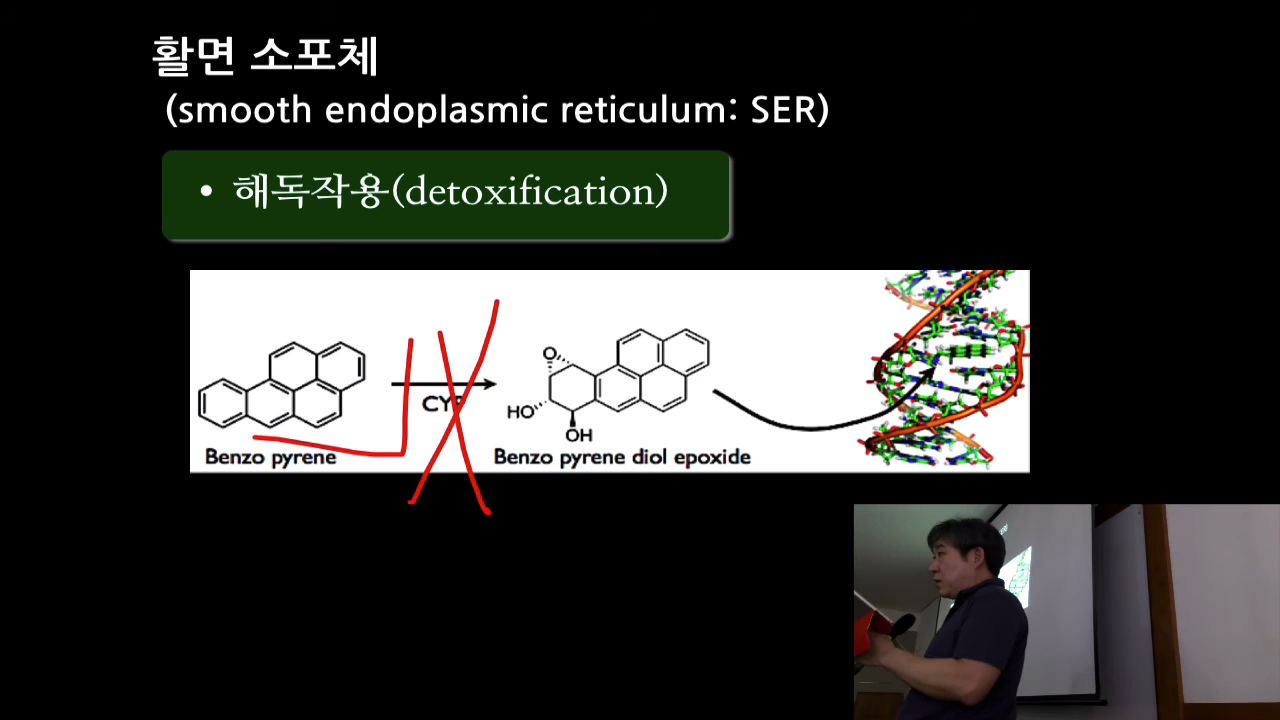 활면 소포체
(smooth endoplasmic reticulum: SER)
• 해독작용(detoxification)
O
CYP
HO
OH
Benzo pyrene
Benzo pyrene diol epoxide